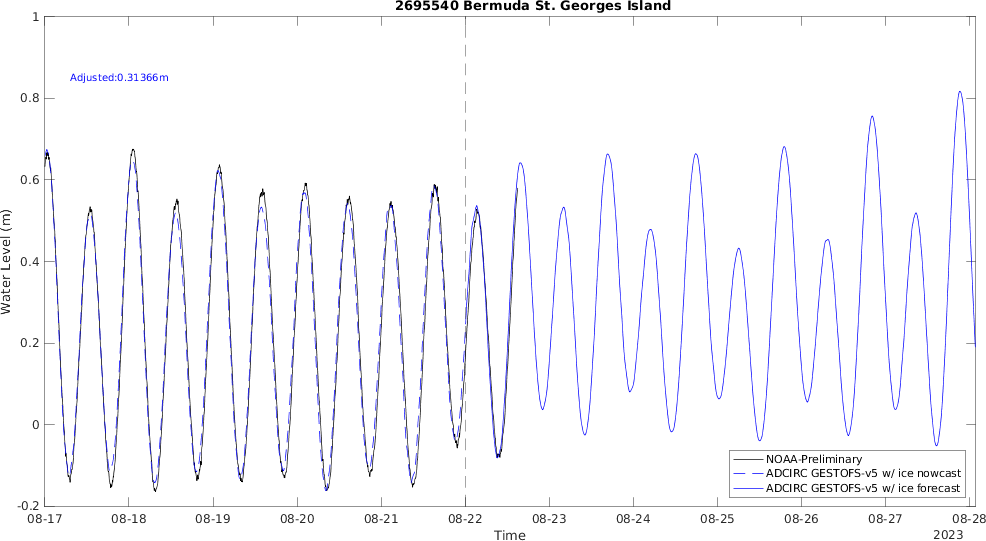 2695540 Bermuda St. Georges Island
Adjusted:0.31366m
Water Level (m)
1
0.8
0.6
0.4
0.2
0
-0.2
NOAA-Preliminary
ADCIRC GESTOFS-v5 w/ ice nowcast
ADCIRC GESTOFS-v5 w/ ice forecast
08-17 08-18 08-19 08-20 08-21 08-22 08-23 08-24 08-25 08-26 08-27 08-28
Time
2023